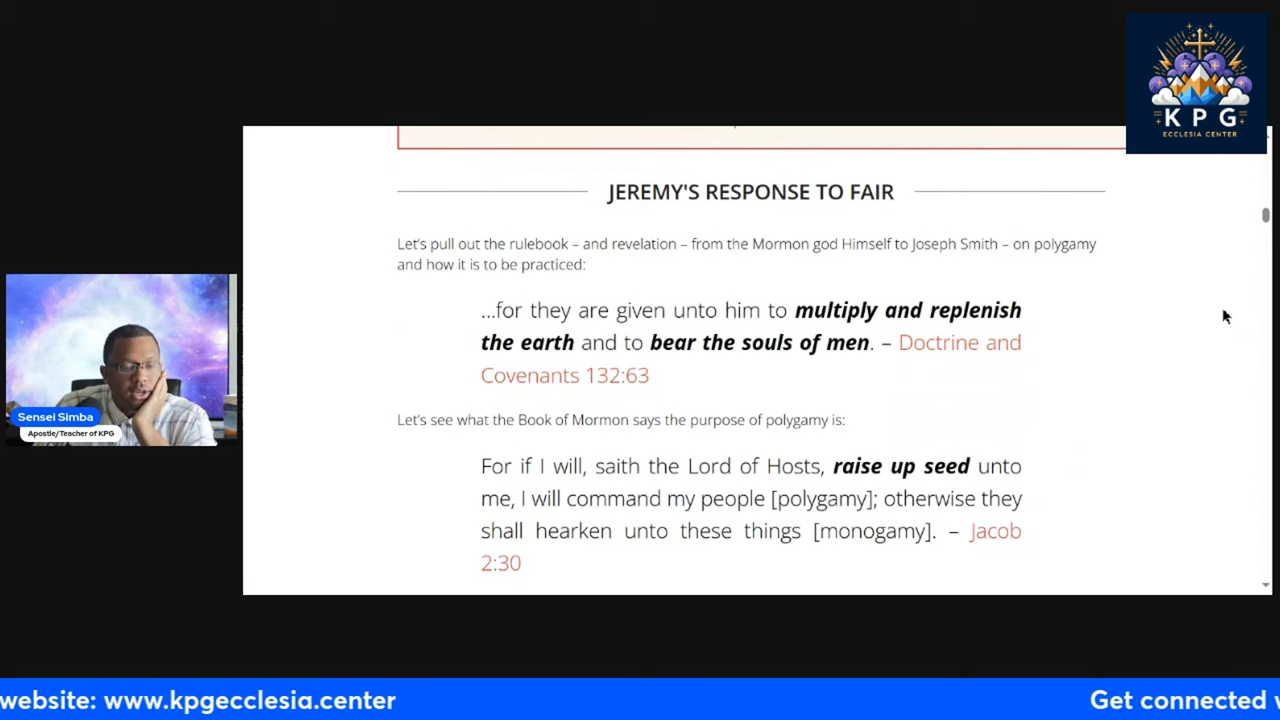 KPG
ECCLESIA CENTER
JEREMY'S RESPONSE TO FAIR
Let's pull out the rulebook – and revelation – from the Mormon god Himself to Joseph Smith – on polygamy
and how it is to be practiced:
...for they are given unto him to multiply and replenish
the earth and to bear the souls of men. – Doctrine and
Covenants 132:63
Let's see what the Book of Mormon says the purpose of polygamy is:
For if I will, saith the Lord of Hosts, raise up seed unto
me, I will command my people [polygamy]; otherwise they
shall hearken unto these things [monogamy]. – Jacob
2:30
Sensei Simba
Apostle/Teacher of KPG
website: www.kpgecclesia.center
Get connected